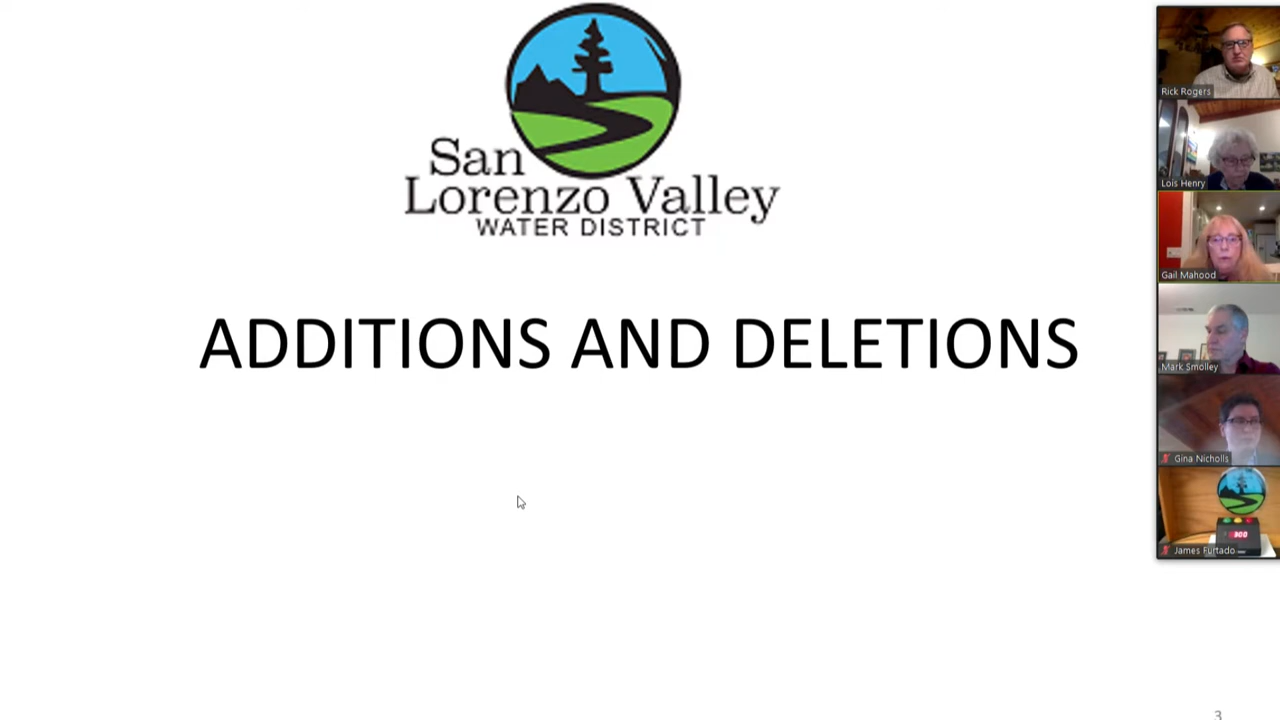 San
Lorenzo Valley
WATER DISTRICT
ADDITIONS AND DELETIONS
Rick Rogers
Lois Henry
Gail Mahood
Mark Smolley
Gina Nicholls
300
James Furtado
3